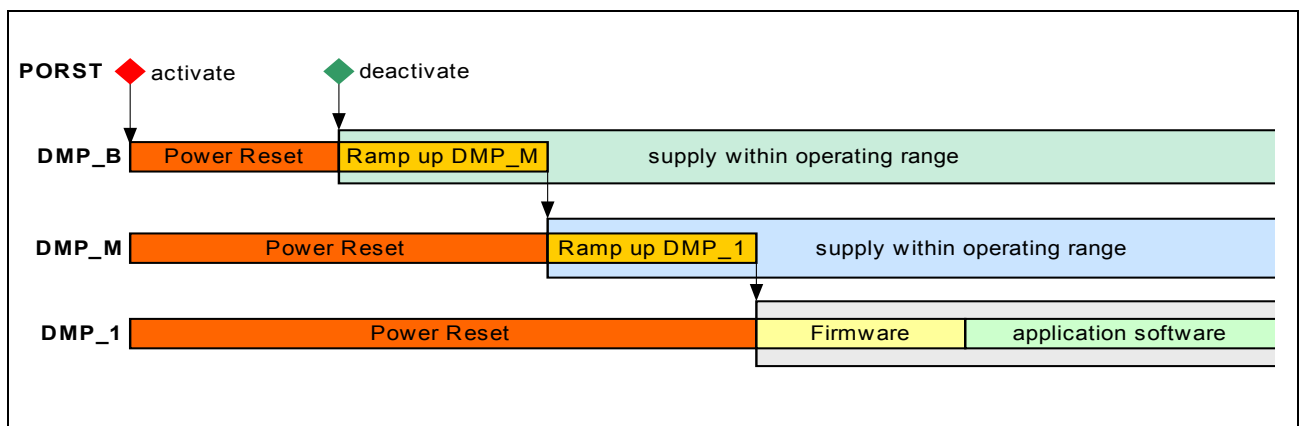 PORST activate deactivate
DMP_B Power Reset Ramp up DMP_M supply within operating range
DMP_M Power Reset Ramp up DMP_1 supply within operating range
DMP_1 Power Reset Firmware application software